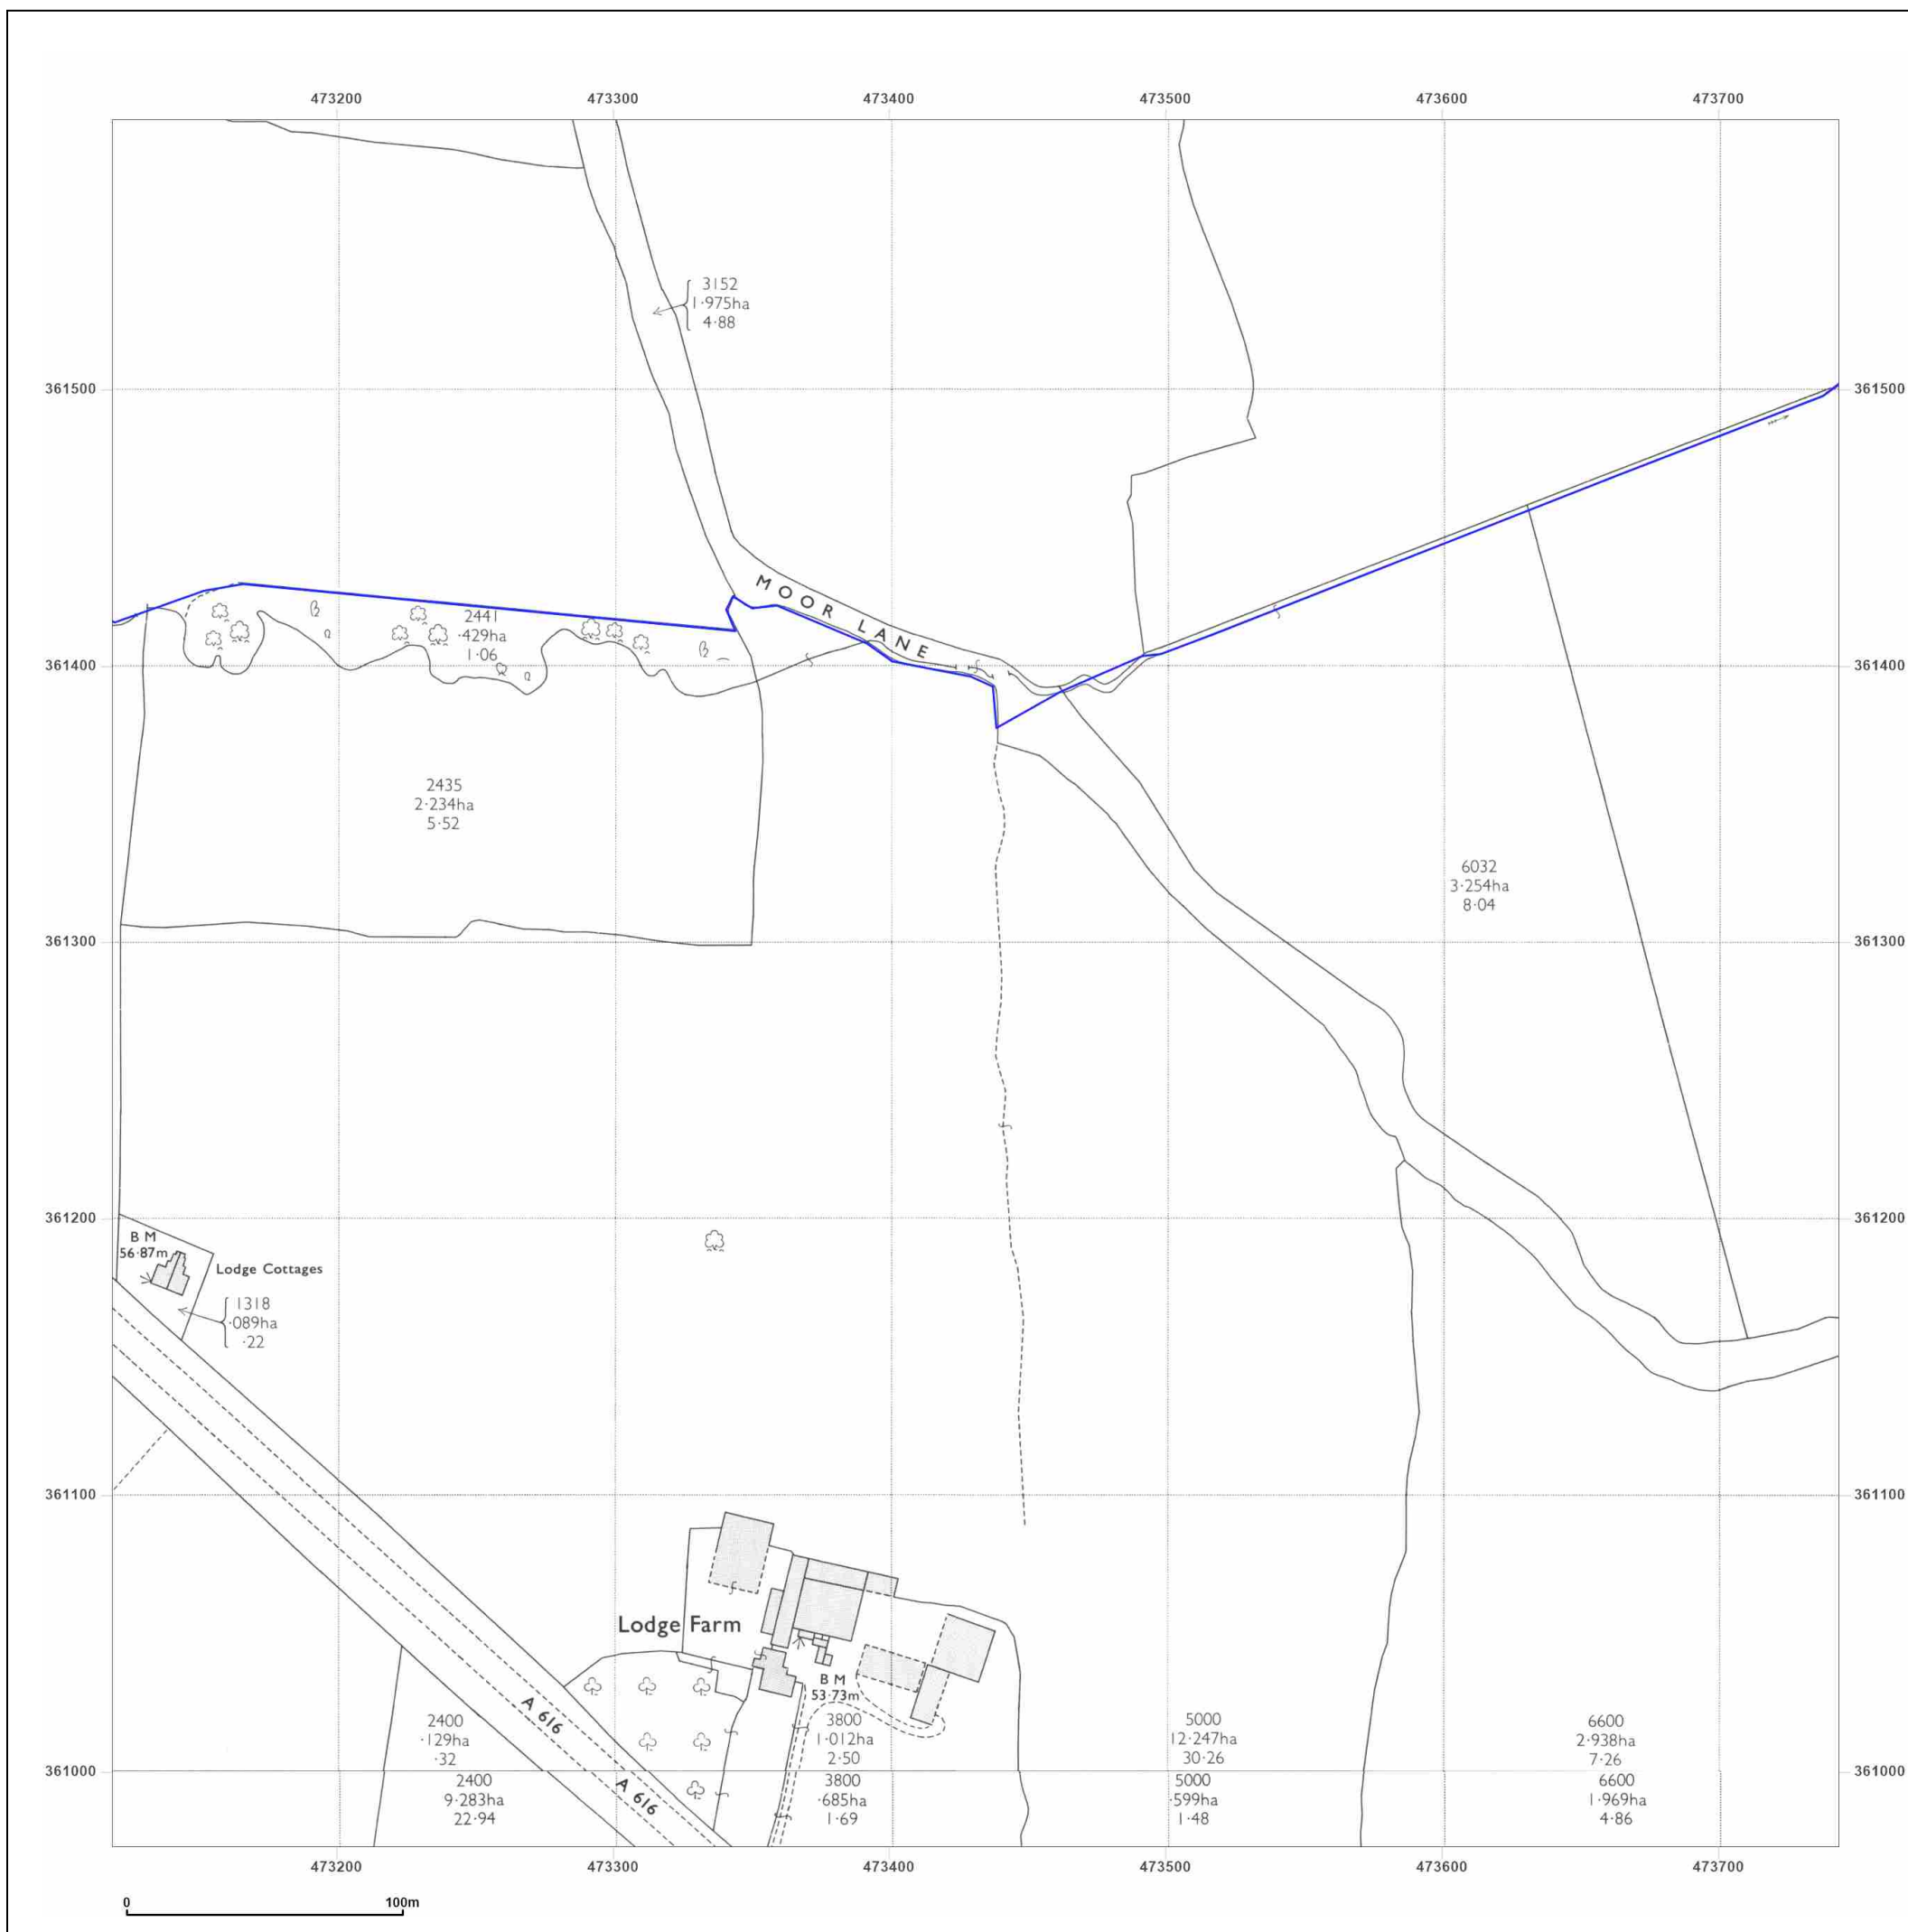 473200 473300 473400 473500 473600 473700
3152
1·975ha
4·88
361500 361500
MOOR LANE
2441
·429ha
1·06
361400 361400
2435
2·234ha
5·52
6032
3·254ha
8·04
361300 361300
361200 361200
B M
56·87m
Lodge Cottages
1318
·089ha
·22
361100 361100
Lodge Farm
B M
53·73m
A 616
2400
·129ha
·32
3800
1·012ha
2·50
5000
12·247ha
30·26
6600
2·938ha
7·26
361000 361000
A 616
2400
9·283ha
22·94
3800
·685ha
1·69
5000
·599ha
1·48
6600
1·969ha
4·86
473200 473300 473400 473500 473600 473700
0 100m